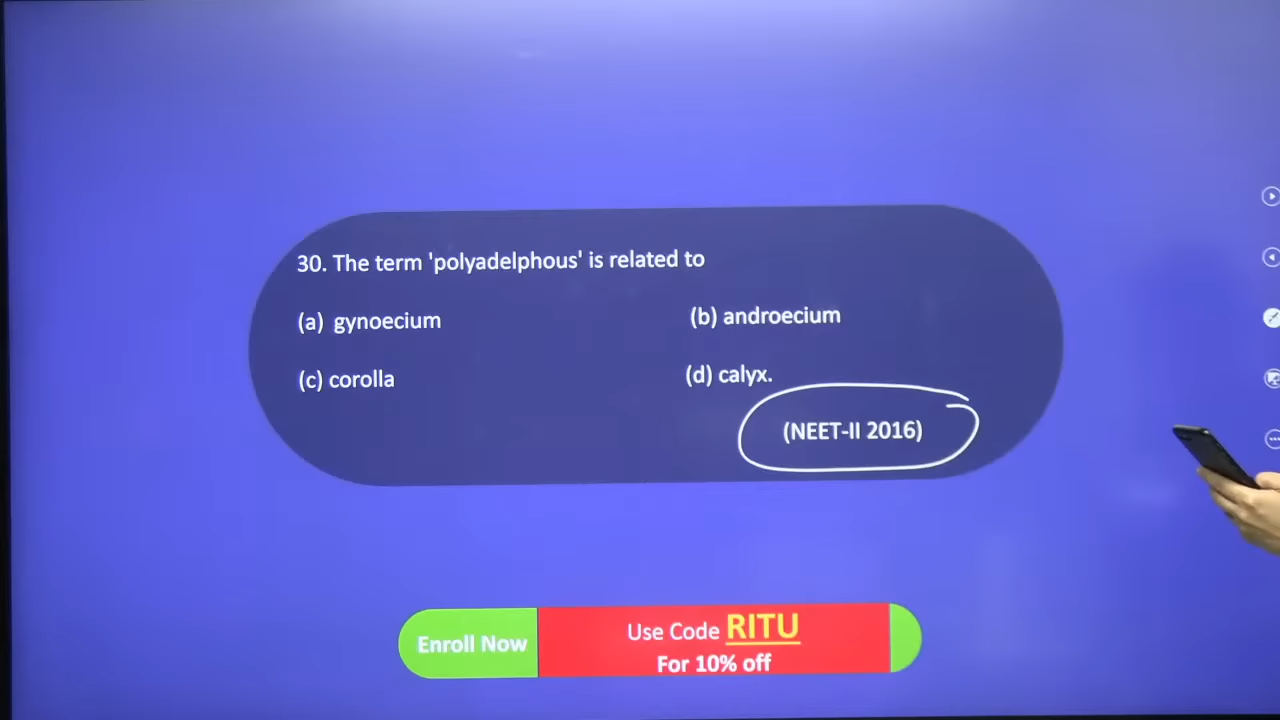 30. The term 'polyadelphous' is related to
(a) gynoecium
(b) androecium
(c) corolla
(d) calyx.
(NEET-II 2016)
Enroll Now
Use Code RITU
For 10% off